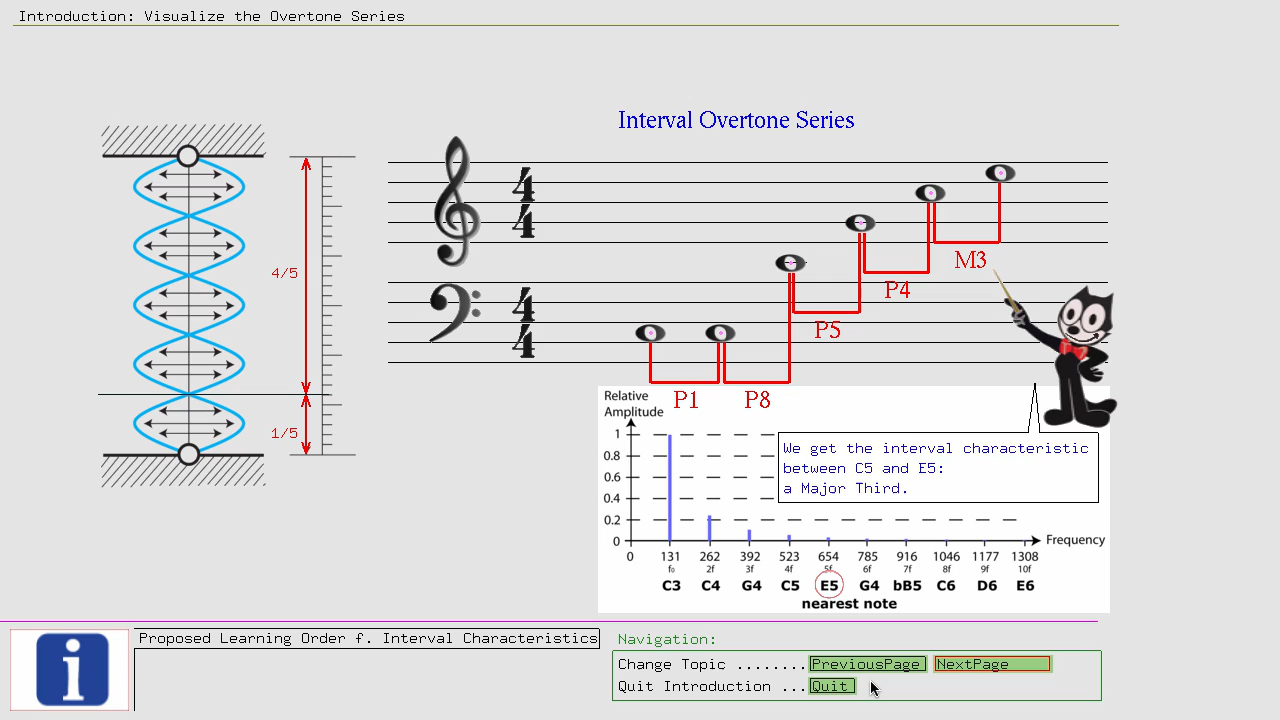 Introduction: Visualize the Overtone Series
Interval Overtone Series
4/5
1/5
4
4
4
4
P1
P8
P5
P4
M3
Relative
Amplitude
1
0.8
0.6
0.4
0.2
0
We get the interval characteristic
between C5 and E5:
a Major Third.
Frequency
0 131 262 392 523 654 785 916 1046 1177 1308
f₀ 2f 3f 4f 5f 6f 7f 8f 9f 10f
C3 C4 G4 C5 E5 G4 bB5 C6 D6 E6
nearest note
i
Proposed Learning Order f. Interval Characteristics
Navigation:
Change Topic ........ PreviousPage NextPage
Quit Introduction ... Quit